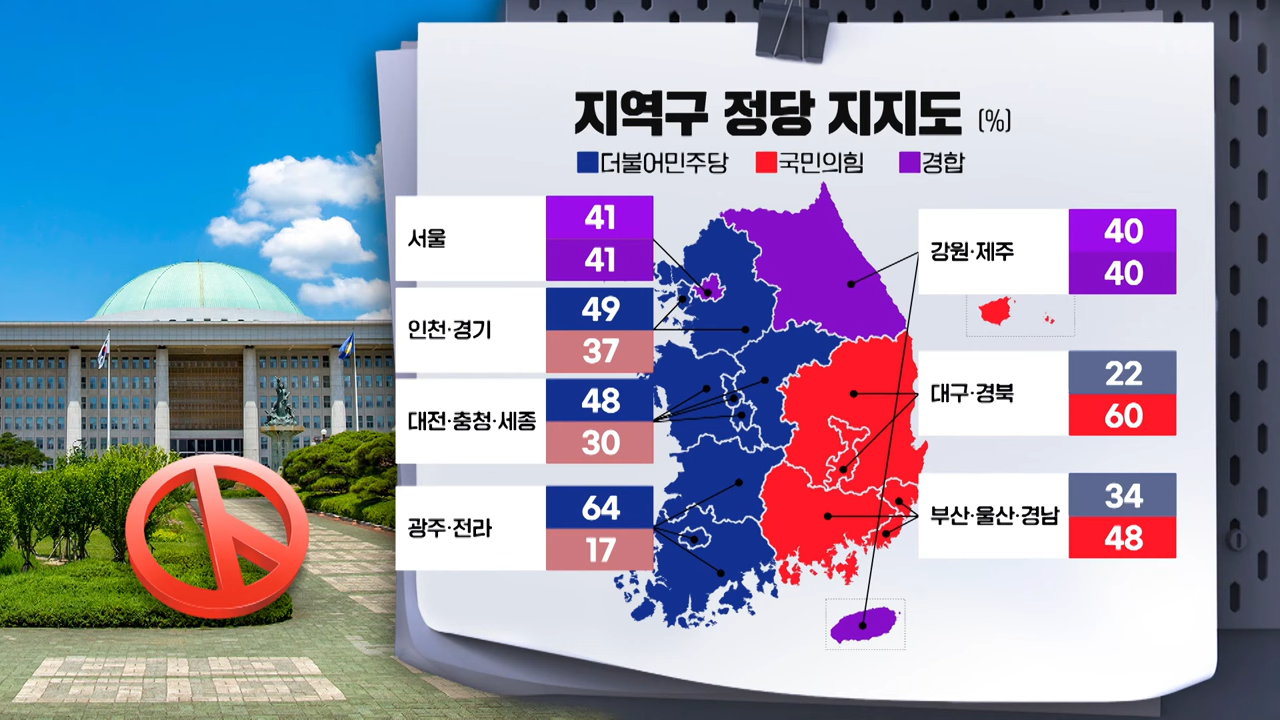 지역구 정당 지지도 (%)
더불어민주당 국민의힘 경합
서울 41 41
인천·경기 49 37
대전·충청·세종 48 30
광주·전라 64 17
강원·제주 40 40
대구·경북 22 60
부산·울산·경남 34 48